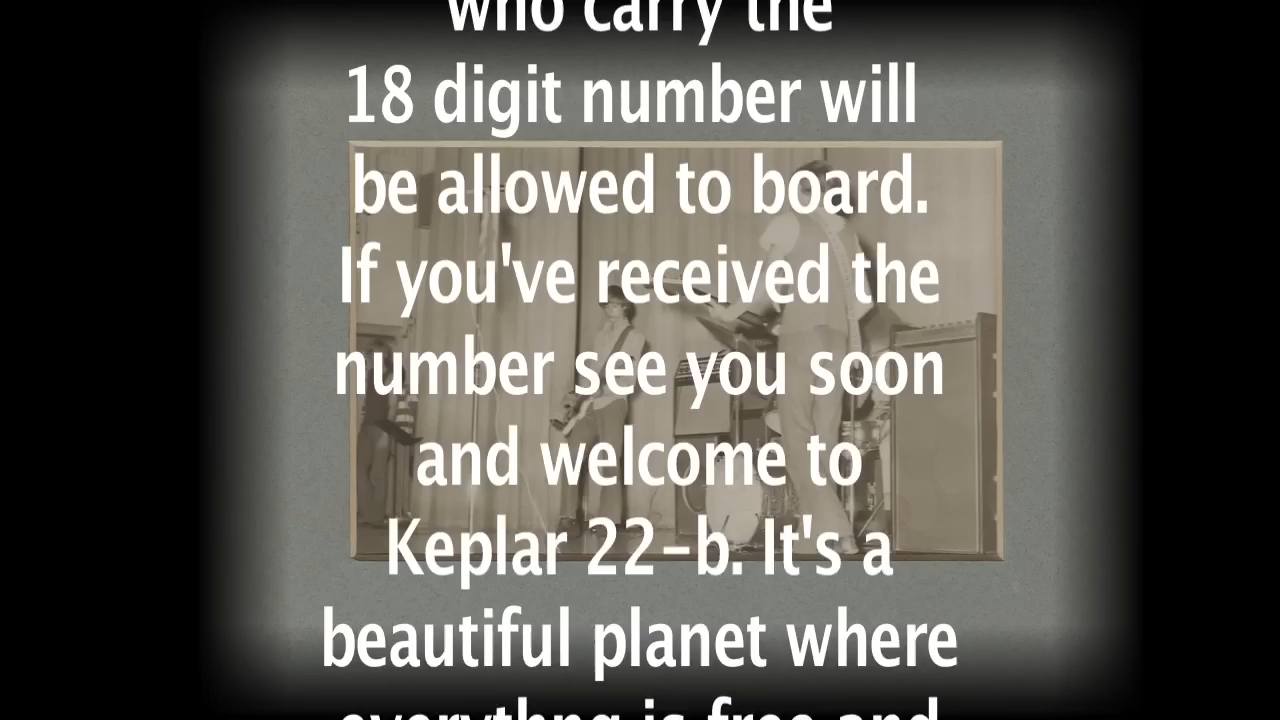 who carry the
18 digit number will
be allowed to board.
If you've received the
number see you soon
and welcome to
Keplar 22-b. It's a
beautiful planet where
everythng is free and